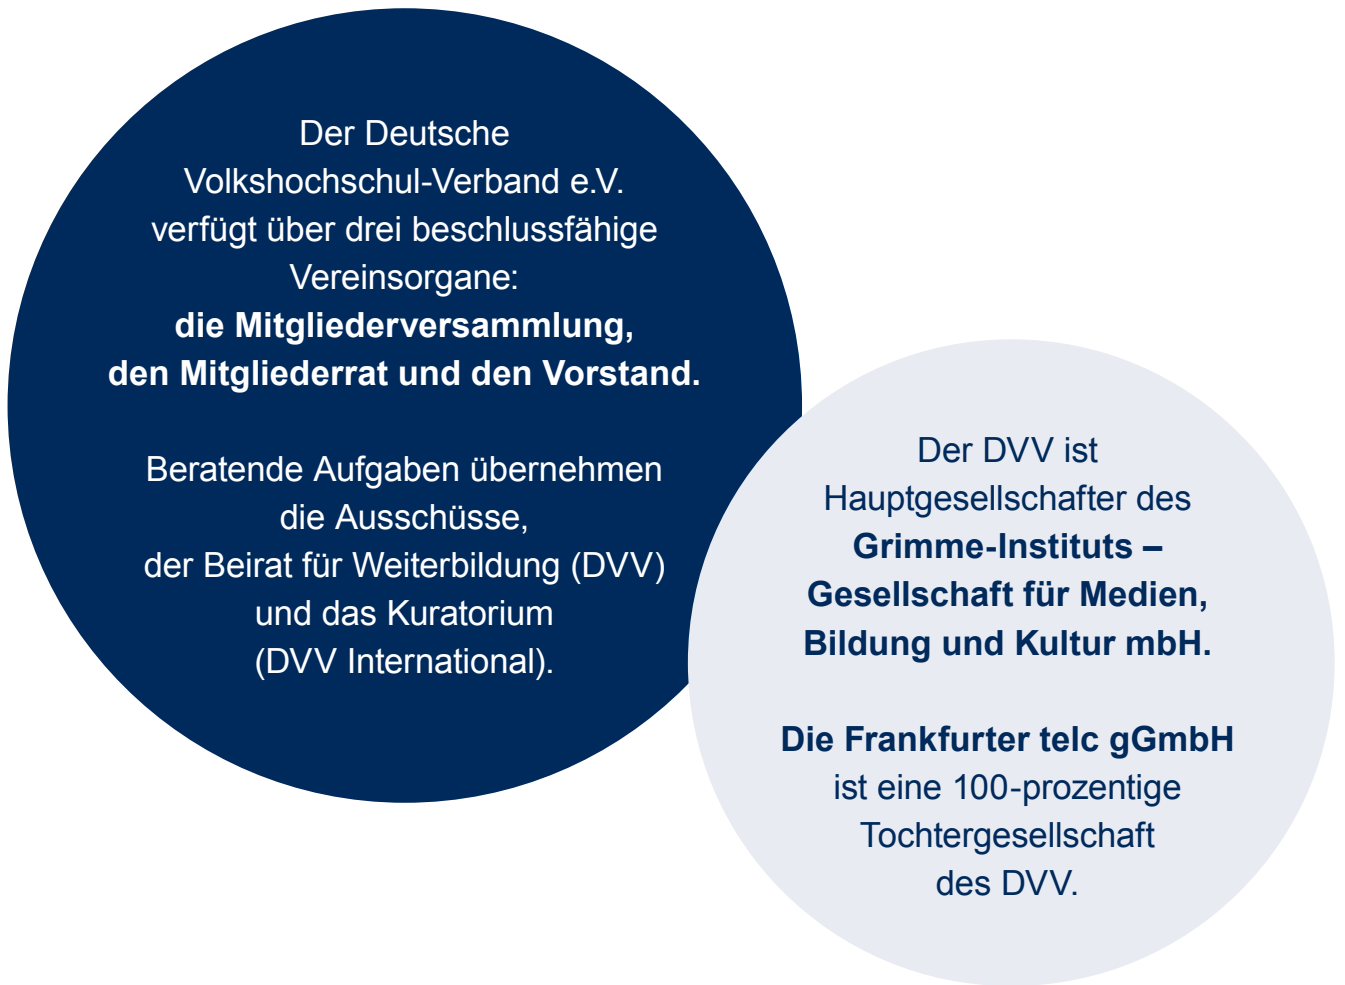 Der Deutsche
Volkshochschul-Verband e.V.
verfügt über drei beschlussfähige
Vereinsorgane:
die Mitgliederversammlung,
den Mitgliederrat und den Vorstand.
Beratende Aufgaben übernehmen
die Ausschüsse,
der Beirat für Weiterbildung (DVV)
und das Kuratorium
(DVV International).
Der DVV ist
Hauptgesellschafter des
Grimme-Instituts –
Gesellschaft für Medien,
Bildung und Kultur mbH.
Die Frankfurter telc gGmbH
ist eine 100-prozentige
Tochtergesellschaft
des DVV.